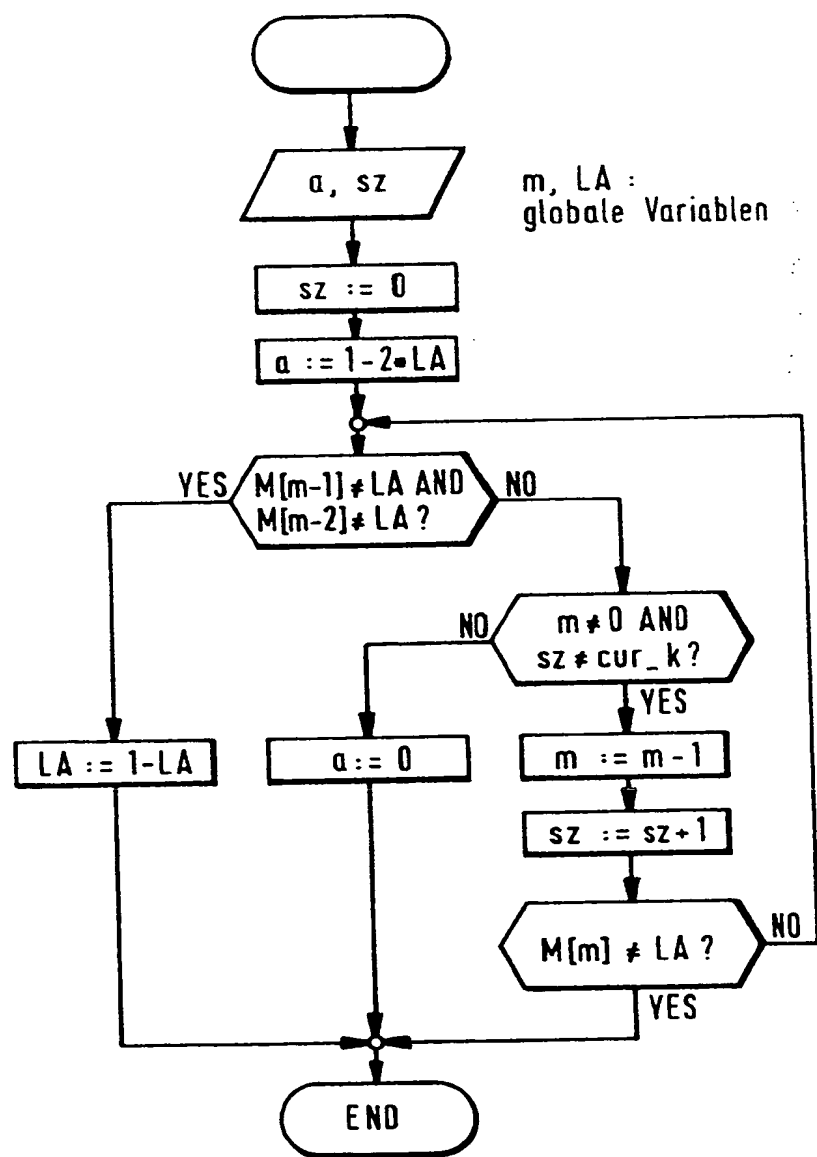 a, sz
m, LA :
globale Variablen
sz := 0
a := 1-2*LA
YES
M[m-1] ≠ LA AND
M[m-2] ≠ LA ?
NO
NO
m ≠ 0 AND
sz ≠ cur_k ?
YES
LA := 1-LA
a := 0
m := m-1
sz := sz+1
M[m] ≠ LA ?
NO
YES
END